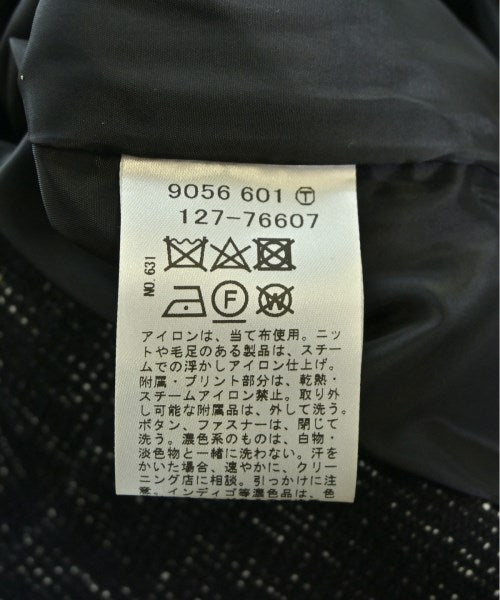 9056 601 Ⓣ
127-76607
NO.631
F W
アイロンは、当て布使用。ニッ
トや毛足のある製品は、スチー
ムでの浮かしアイロン仕上げ。
附属・プリント部分は、乾熱・
スチームアイロン禁止。取り外
し可能な附属品は、外して洗う。
ボタン、ファスナーは、閉じて
洗う。濃色系のものは、白物・
淡色物と一緒に洗わない。汗を
かいた場合、速やかに、クリー
ニング店に相談。引っかけに注
意。インディゴ等濃色品は、色